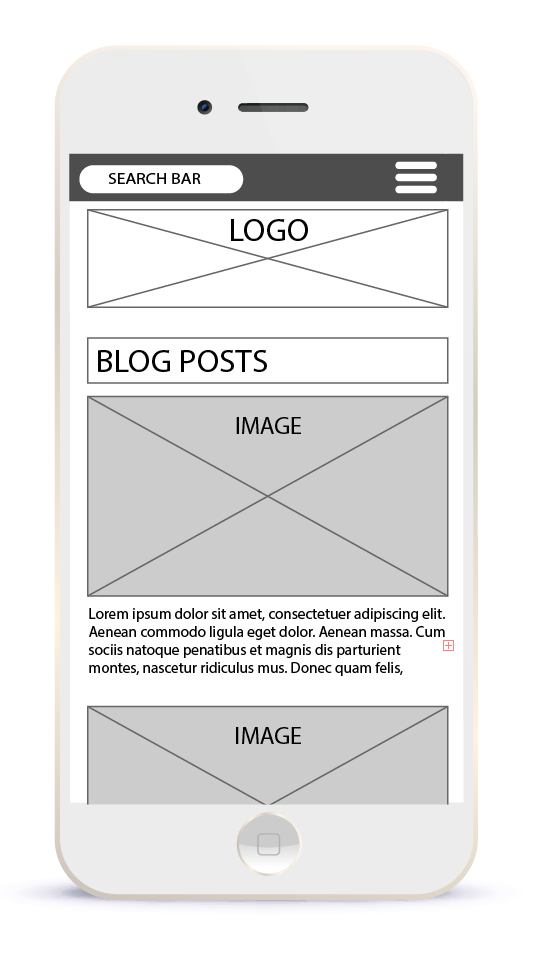 SEARCH BAR
LOGO
BLOG POSTS
IMAGE
Lorem ipsum dolor sit amet, consectetuer adipiscing elit.
Aenean commodo ligula eget dolor. Aenean massa. Cum
sociis natoque penatibus et magnis dis parturient
montes, nascetur ridiculus mus. Donec quam felis,
IMAGE